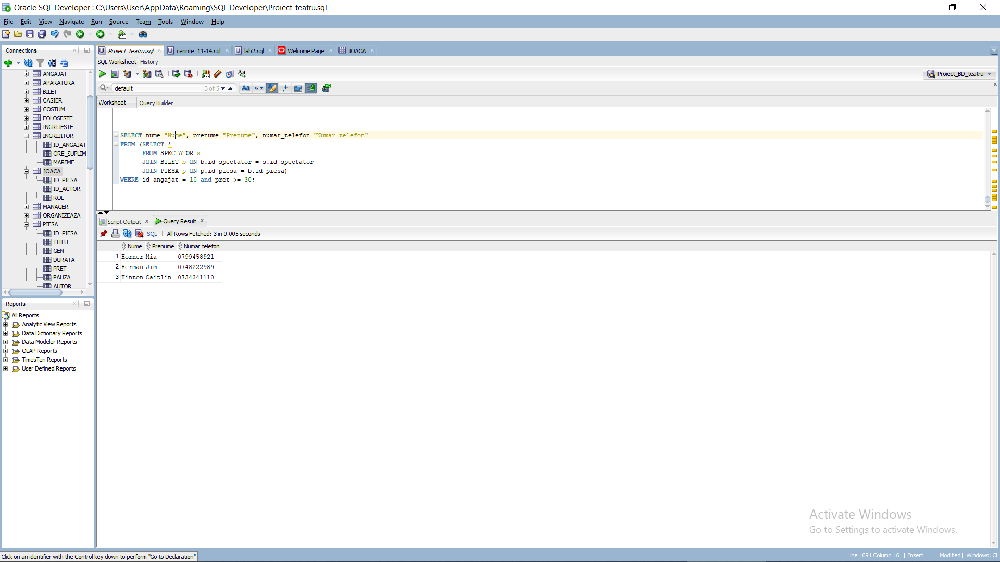 Oracle SQL Developer : C:\Users\User\AppData\Roaming\SQL Developer\Proiect_teatru.sql
File Edit View Navigate Run Source Team Tools Window Help
Connections
ANGAJAT
APARATURA
BILET
CASIER
COSTUM
FOLOSESTE
INGRIJESTE
INGRIJITOR
ID_ANGAJAT
ORE_SUPLIM
MARIME
JOACA
ID_PIESA
ID_ACTOR
ROL
MANAGER
ORGANIZEAZA
PIESA
ID_PIESA
TITLU
GEN
DURATA
PRET
PAUZA
AUTOR
Reports
All Reports
Analytic View Reports
Data Dictionary Reports
Data Modeler Reports
OLAP Reports
TimesTen Reports
User Defined Reports
Proiect_teatru.sql cerinte_11-14.sql lab2.sql Welcome Page JOACA
SQL Worksheet History
Proiect_BD_teatru
default 3 of 5 Aa “ ” .*
Worksheet Query Builder
SELECT nume "Nume", prenume "Prenume", numar_telefon "Numar telefon"
FROM (SELECT *
FROM SPECTATOR s
JOIN BILET b ON b.id_spectator = s.id_spectator
JOIN PIESA p ON p.id_piesa = b.id_piesa)
WHERE id_angajat = 10 and pret >= 30;
Script Output x Query Result x
SQL | All Rows Fetched: 3 in 0.005 seconds
Nume Prenume Numar telefon
1 Horner Mia 0799458921
2 Herman Jim 0748222989
3 Hinton Caitlin 0734341110
Activate Windows
Go to Settings to activate Windows.
Click on an identifier with the Control key down to perform "Go to Declaration"
| Line 1091 Column 16 | Insert | Modified | Windows: CF